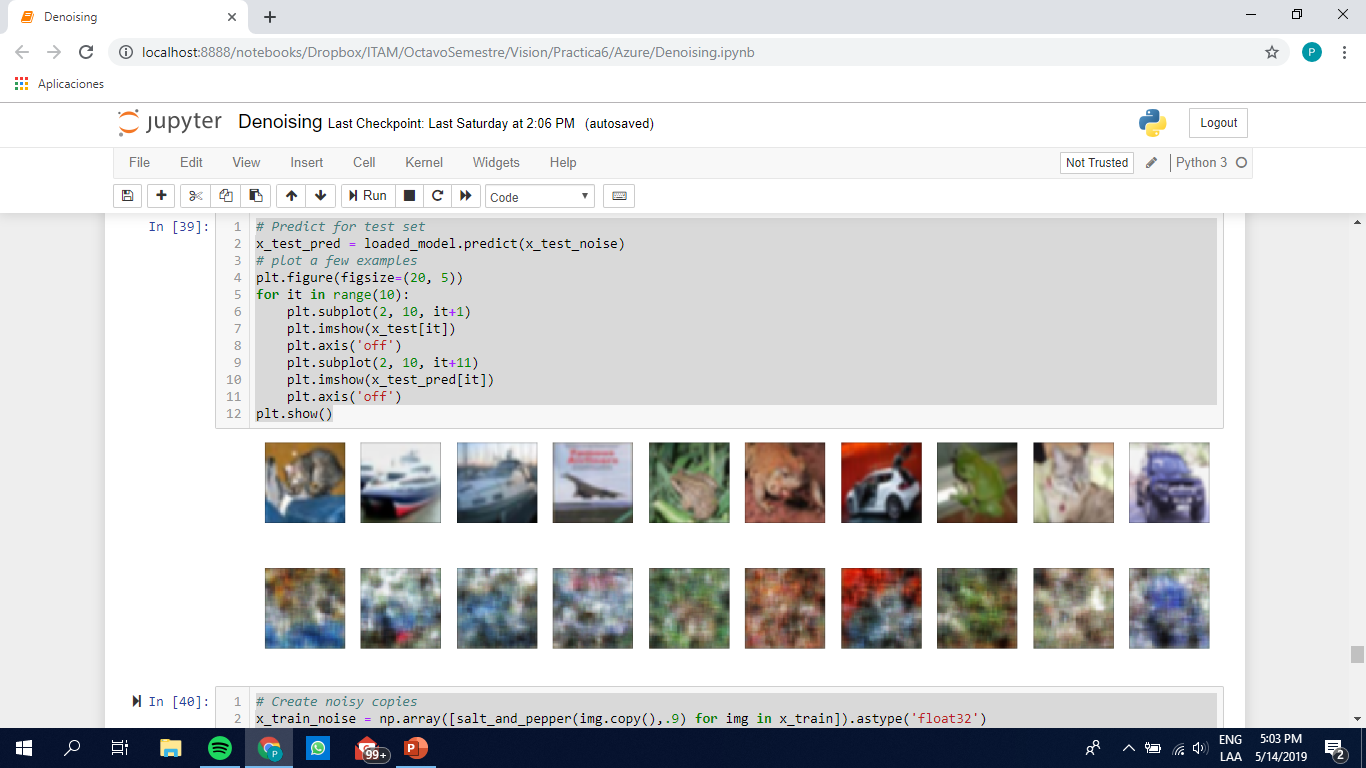 Denoising
localhost:8888/notebooks/Dropbox/ITAM/OctavoSemestre/Vision/Practica6/Azure/Denoising.ipynb
P
Aplicaciones
jupyter Denoising Last Checkpoint: Last Saturday at 2:06 PM (autosaved)
Logout
File Edit View Insert Cell Kernel Widgets Help
Not Trusted Python 3
Run Code
In [39]:
1 # Predict for test set
2 x_test_pred = loaded_model.predict(x_test_noise)
3 # plot a few examples
4 plt.figure(figsize=(20, 5))
5 for it in range(10):
6     plt.subplot(2, 10, it+1)
7     plt.imshow(x_test[it])
8     plt.axis('off')
9     plt.subplot(2, 10, it+11)
10     plt.imshow(x_test_pred[it])
11     plt.axis('off')
12 plt.show()
In [40]:
1 # Create noisy copies
2 x_train_noise = np.array([salt_and_pepper(img.copy(),.9) for img in x_train]).astype('float32')
P
99+
P
ENG
LAA
5:03 PM
5/14/2019
2